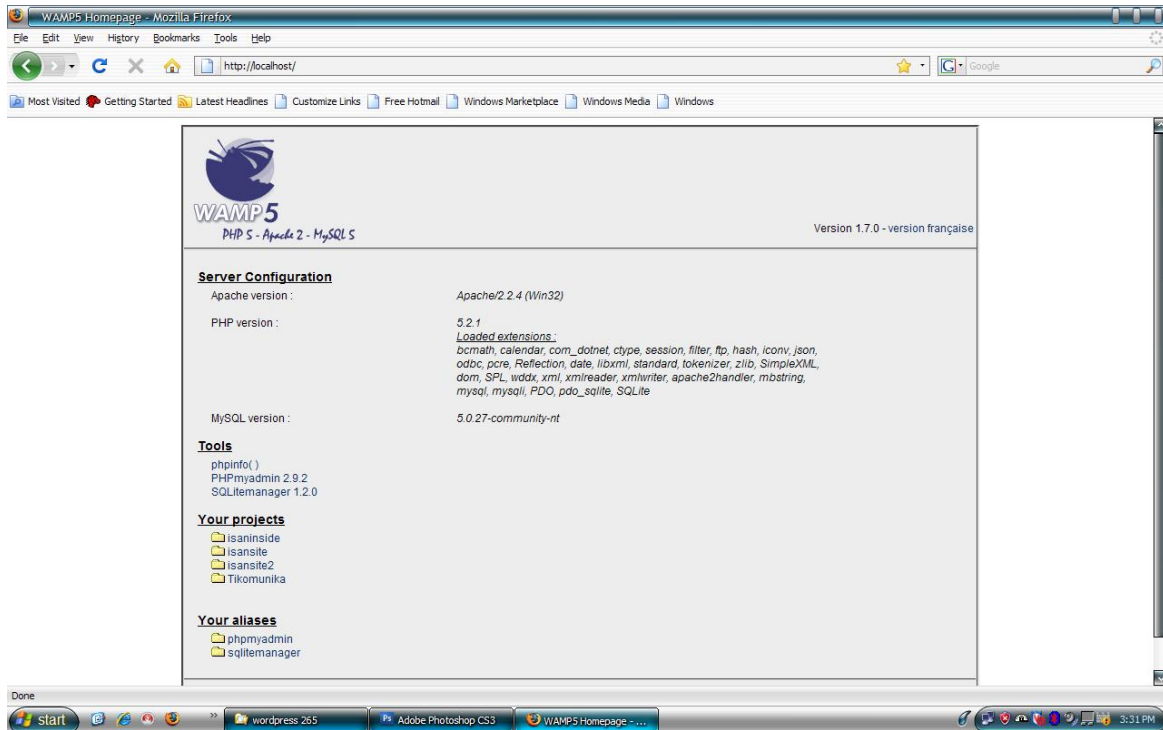 WAMP5 Homepage - Mozilla Firefox
File Edit View History Bookmarks Tools Help
http://localhost/
G Google
Most Visited Getting Started Latest Headlines Customize Links Free Hotmail Windows Marketplace Windows Media Windows
WAMP5
PHP 5 - Apache 2 - MySQL 5
Version 1.7.0 - version française
Server Configuration
Apache version : Apache/2.2.4 (Win32)
PHP version : 5.2.1
Loaded extensions :
bcmath, calendar, com_dotnet, ctype, session, filter, ftp, hash, iconv, json,
odbc, pcre, Reflection, date, libxml, standard, tokenizer, zlib, SimpleXML,
dom, SPL, wddx, xml, xmlreader, xmlwriter, apache2handler, mbstring,
mysql, mysqli, PDO, pdo_sqlite, SQLite
MySQL version : 5.0.27-community-nt
Tools
phpinfo( )
PHPmyadmin 2.9.2
SQLitemanager 1.2.0
Your projects
isaninside
isansite
isansite2
Tikomunika
Your aliases
phpmyadmin
sqlitemanager
Done
start » wordpress 265 Ps Adobe Photoshop CS3 WAMP5 Homepage - ... 3:31 PM